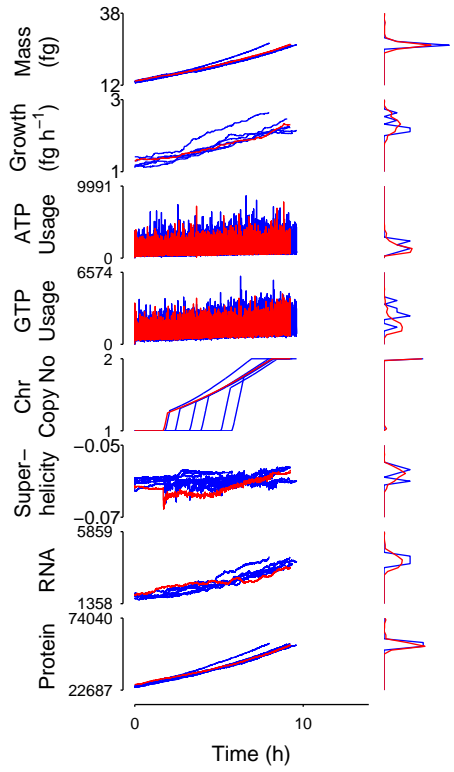 38
Mass
(fg)
12
3
Growth
(fg h⁻¹)
1
9991
ATP
Usage
0
6574
GTP
Usage
0
2
Chr
Copy No
1
−0.05
Super−
helicity
−0.07
5859
RNA
1358
74040
Protein
22687
0
10
Time (h)